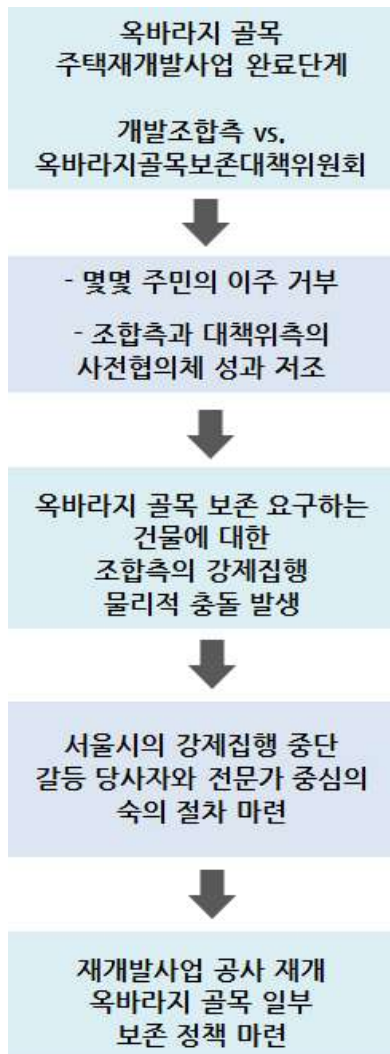 옥바라지 골목
주택재개발사업 완료단계
개발조합측 vs.
옥바라지골목보존대책위원회
- 몇몇 주민의 이주 거부
- 조합측과 대책위측의
사전협의체 성과 저조
옥바라지 골목 보존 요구하는
건물에 대한
조합측의 강제집행
물리적 충돌 발생
서울시의 강제집행 중단
갈등 당사자와 전문가 중심의
숙의 절차 마련
재개발사업 공사 재개
옥바라지 골목 일부
보존 정책 마련